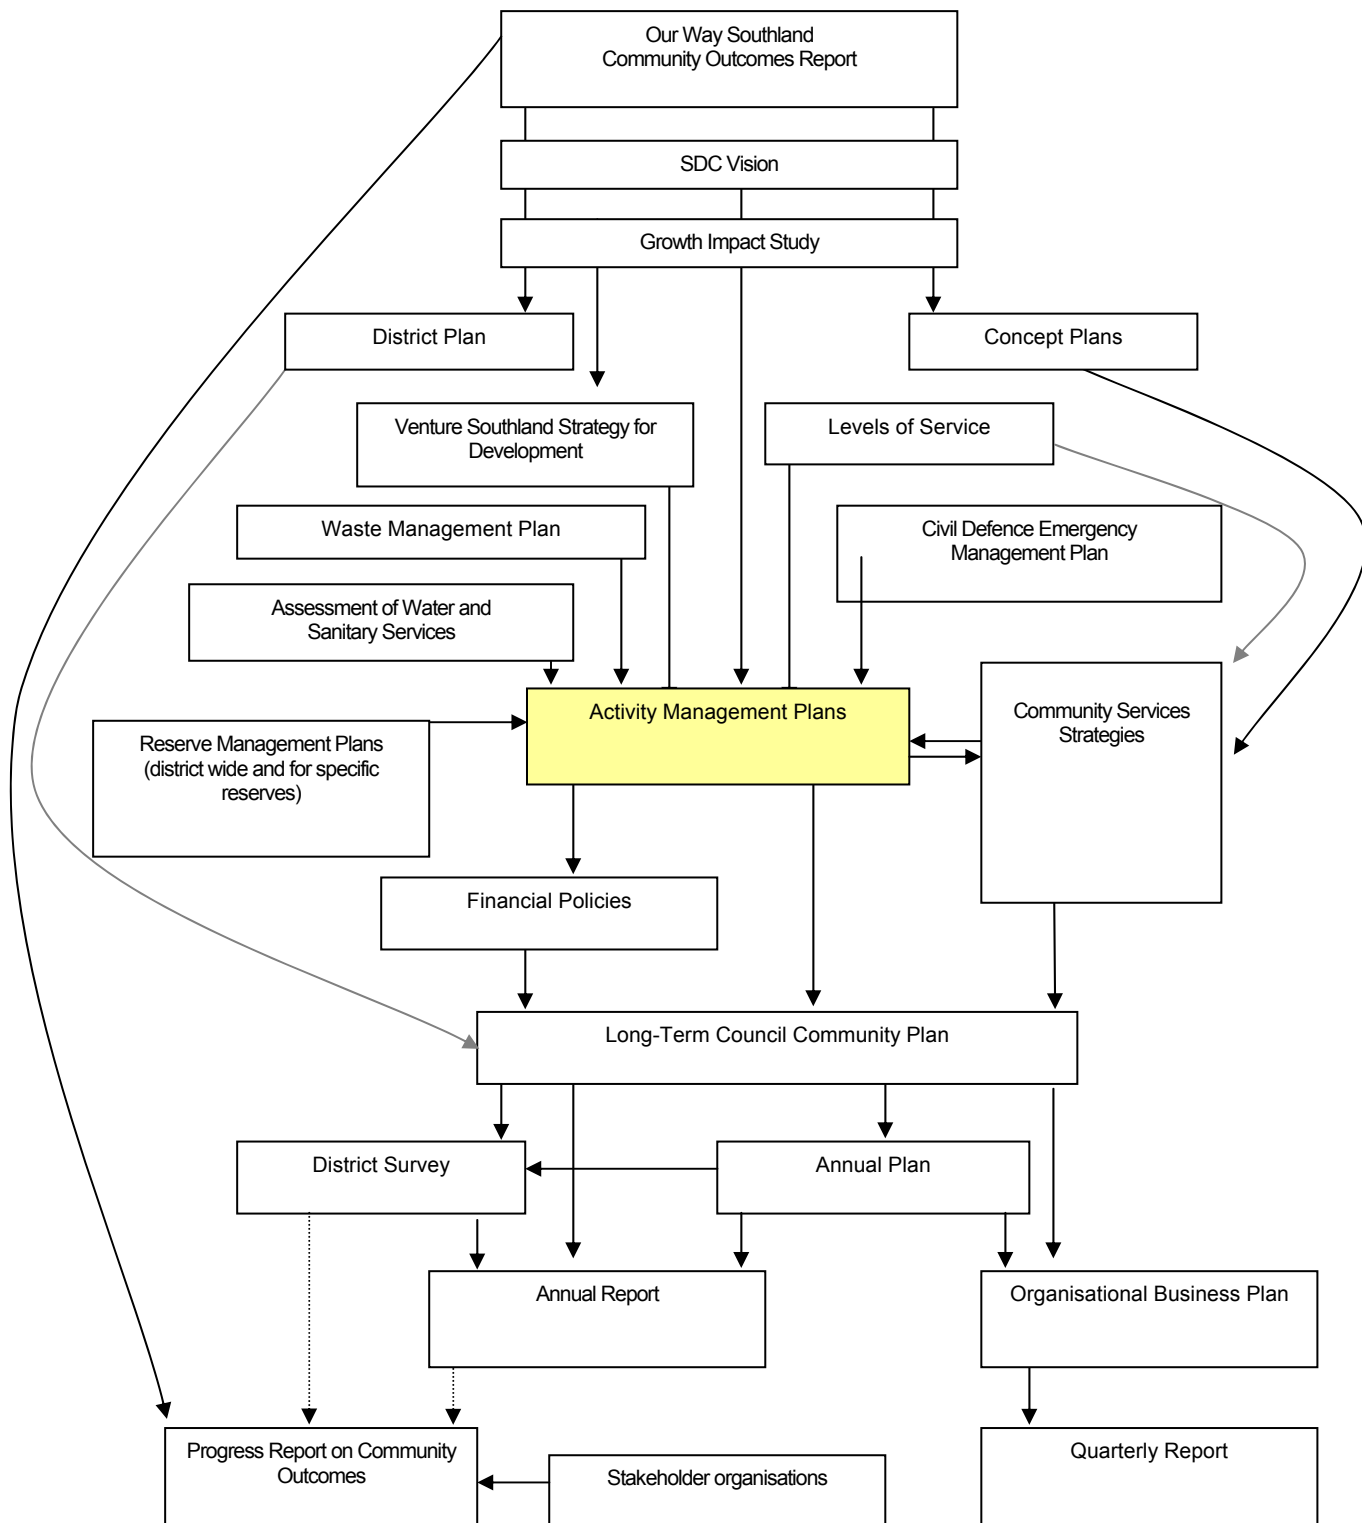 Our Way Southland
Community Outcomes Report
SDC Vision
Growth Impact Study
District Plan
Concept Plans
Venture Southland Strategy for
Development
Levels of Service
Waste Management Plan
Civil Defence Emergency
Management Plan
Assessment of Water and
Sanitary Services
Activity Management Plans
Community Services
Strategies
Reserve Management Plans
(district wide and for specific
reserves)
Financial Policies
Long-Term Council Community Plan
District Survey
Annual Plan
Annual Report
Organisational Business Plan
Progress Report on Community
Outcomes
Stakeholder organisations
Quarterly Report